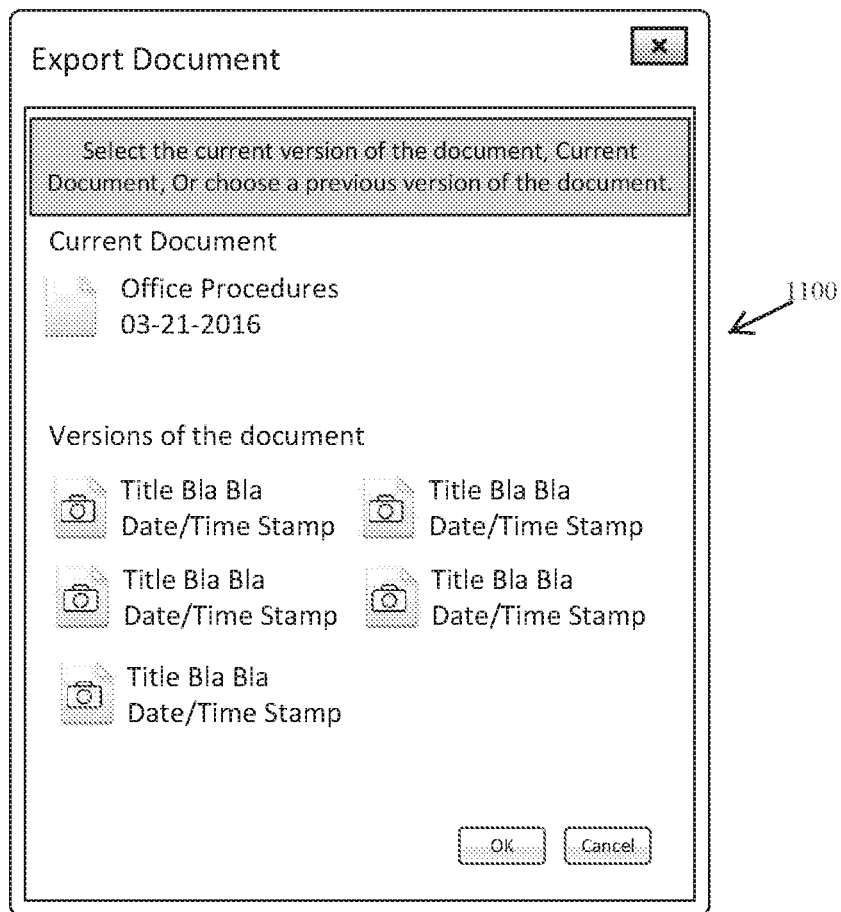 Export Document
x
Select the current version of the document, Current
Document, Or choose a previous version of the document.
Current Document
Office Procedures
03-21-2016
1100
Versions of the document
Title Bla Bla
Date/Time Stamp
Title Bla Bla
Date/Time Stamp
Title Bla Bla
Date/Time Stamp
Title Bla Bla
Date/Time Stamp
Title Bla Bla
Date/Time Stamp
OK
Cancel